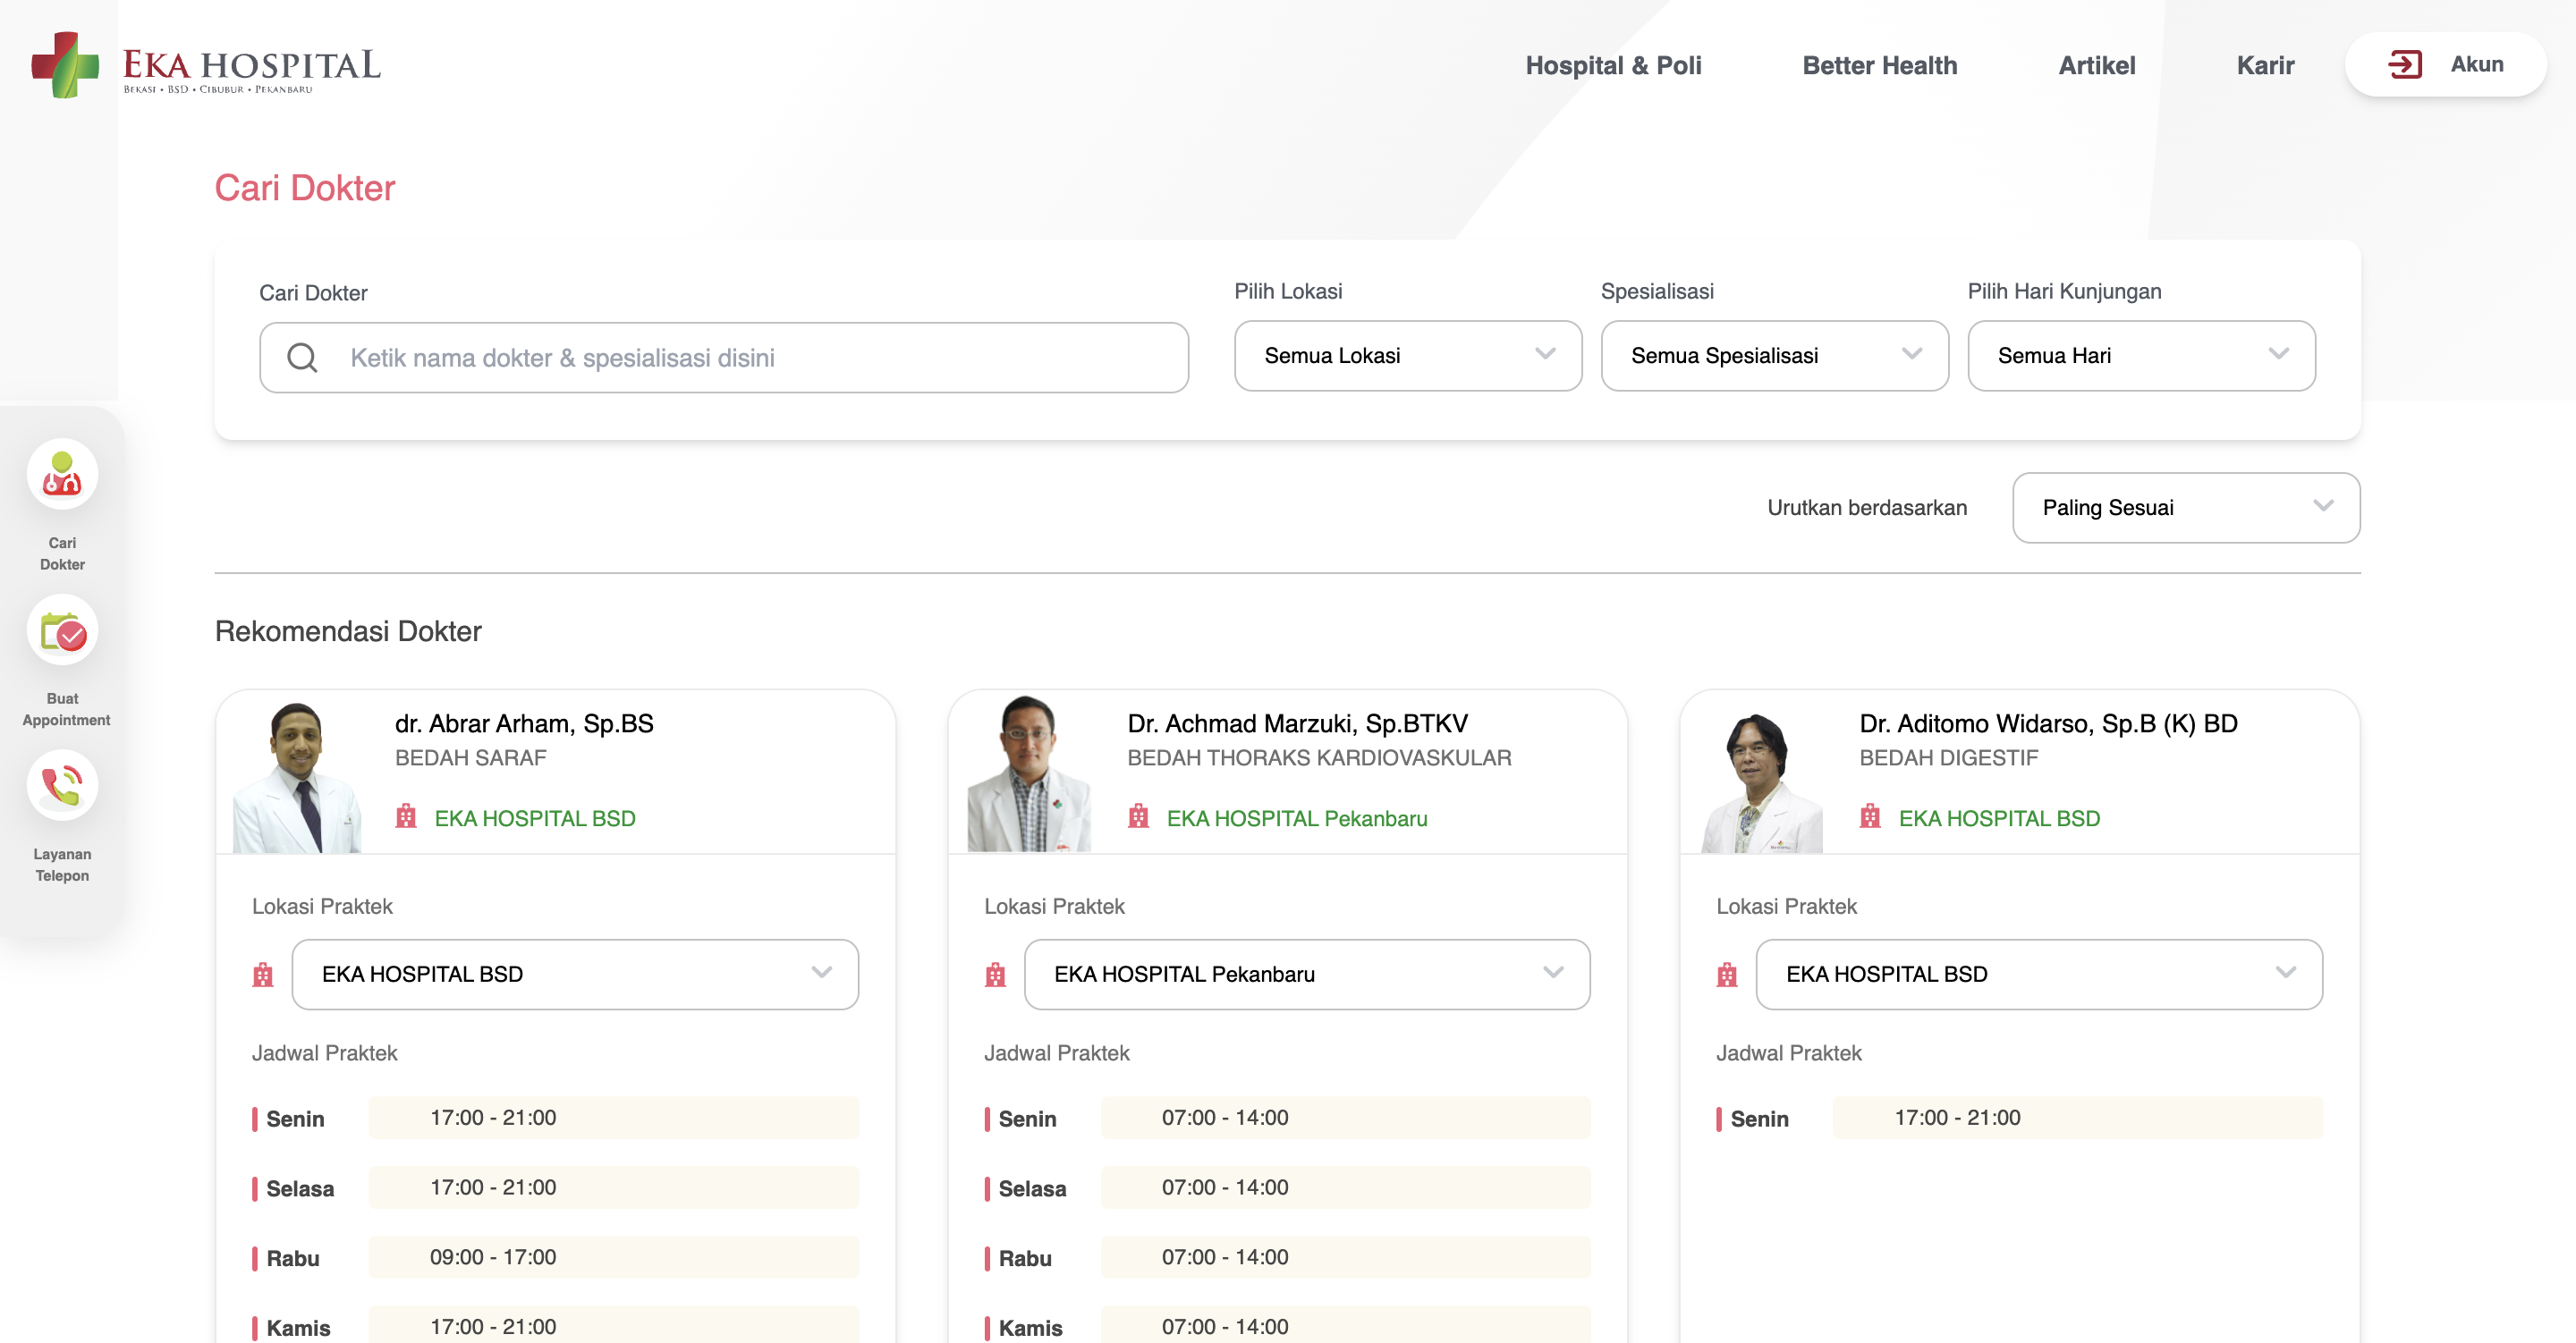 EKA HOSPITAL
BEKASI • BSD • CIBUBUR • PEKANBARU
Hospital & Poli
Better Health
Artikel
Karir
Akun
Cari Dokter
Cari Dokter
Ketik nama dokter & spesialisasi disini
Pilih Lokasi
Semua Lokasi
Spesialisasi
Semua Spesialisasi
Pilih Hari Kunjungan
Semua Hari
Cari
Dokter
Buat
Appointment
Layanan
Telepon
Urutkan berdasarkan
Paling Sesuai
Rekomendasi Dokter
dr. Abrar Arham, Sp.BS
BEDAH SARAF
EKA HOSPITAL BSD
Lokasi Praktek
EKA HOSPITAL BSD
Jadwal Praktek
Senin 17:00 - 21:00
Selasa 17:00 - 21:00
Rabu 09:00 - 17:00
Kamis 17:00 - 21:00
Dr. Achmad Marzuki, Sp.BTKV
BEDAH THORAKS KARDIOVASKULAR
EKA HOSPITAL Pekanbaru
Lokasi Praktek
EKA HOSPITAL Pekanbaru
Jadwal Praktek
Senin 07:00 - 14:00
Selasa 07:00 - 14:00
Rabu 07:00 - 14:00
Kamis 07:00 - 14:00
Dr. Aditomo Widarso, Sp.B (K) BD
BEDAH DIGESTIF
EKA HOSPITAL BSD
Lokasi Praktek
EKA HOSPITAL BSD
Jadwal Praktek
Senin 17:00 - 21:00